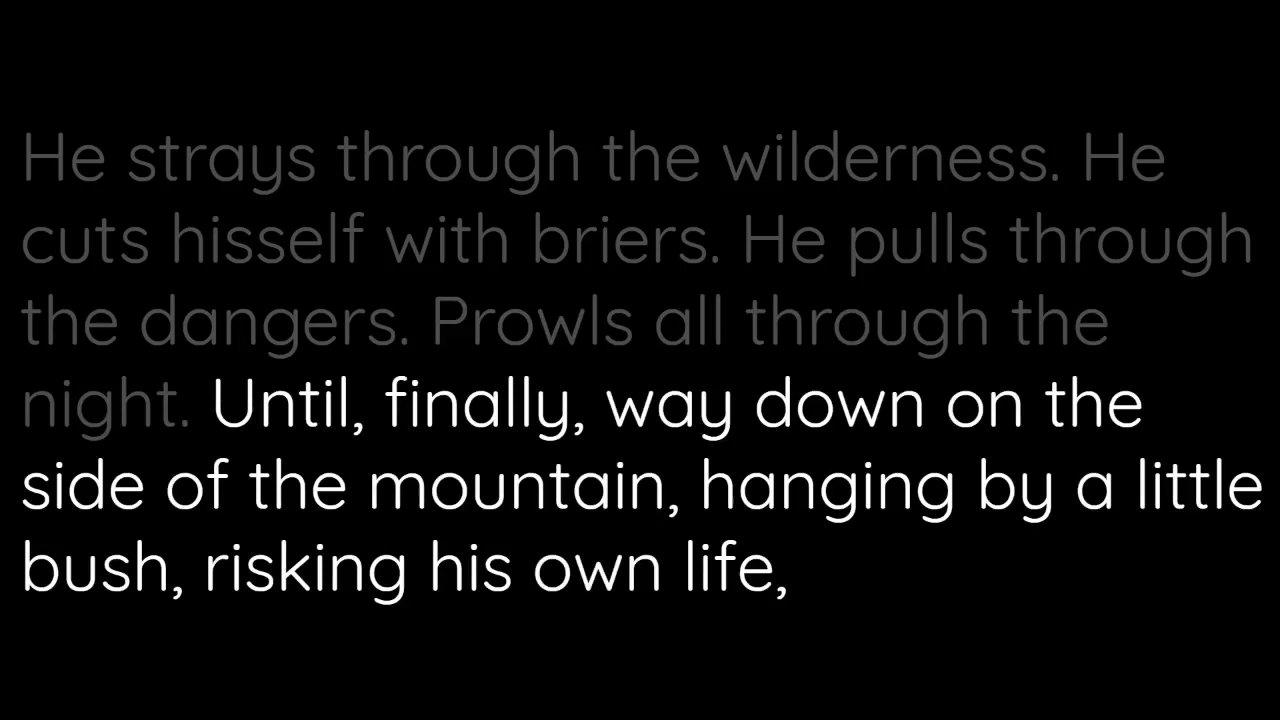 He strays through the wilderness. He
cuts hisself with briers. He pulls through
the dangers. Prowls all through the
night. Until, finally, way down on the
side of the mountain, hanging by a little
bush, risking his own life,